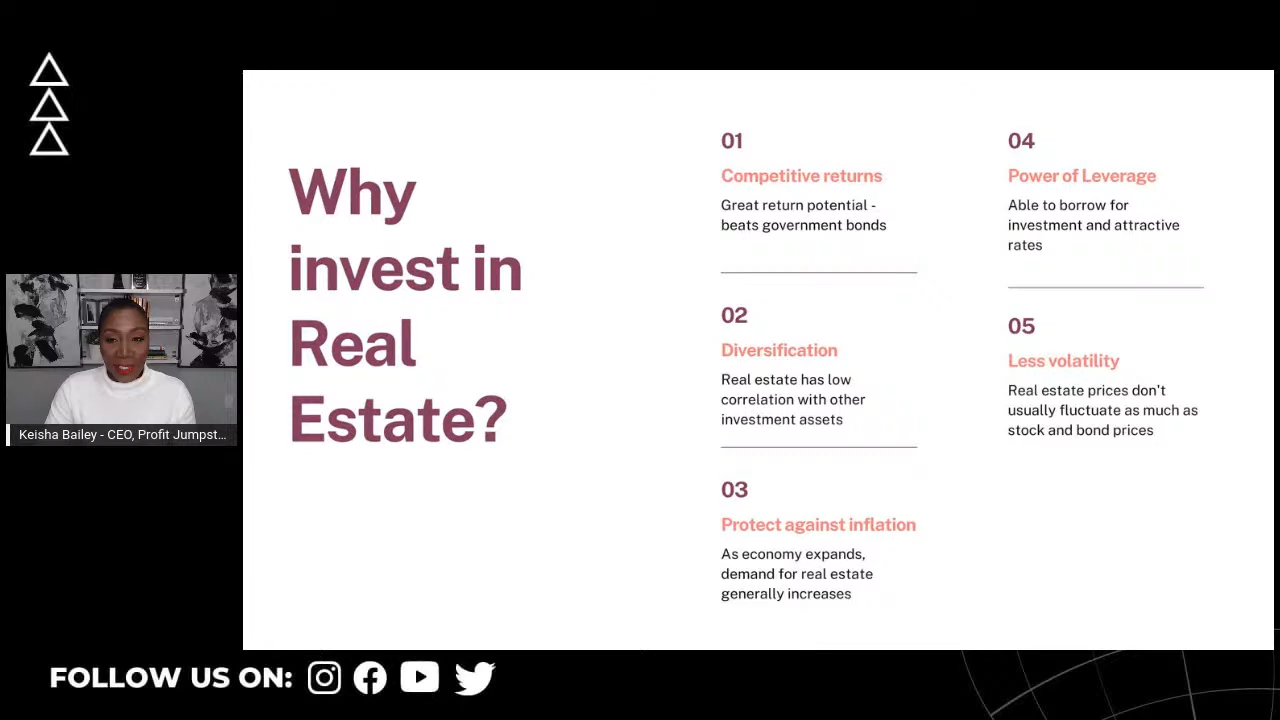 Why
invest in
Real
Estate?
01
Competitive returns
Great return potential -
beats government bonds
02
Diversification
Real estate has low
correlation with other
investment assets
03
Protect against inflation
As economy expands,
demand for real estate
generally increases
04
Power of Leverage
Able to borrow for
investment and attractive
rates
05
Less volatility
Real estate prices don't
usually fluctuate as much as
stock and bond prices
Keisha Bailey - CEO, Profit Jumpst...
FOLLOW US ON: